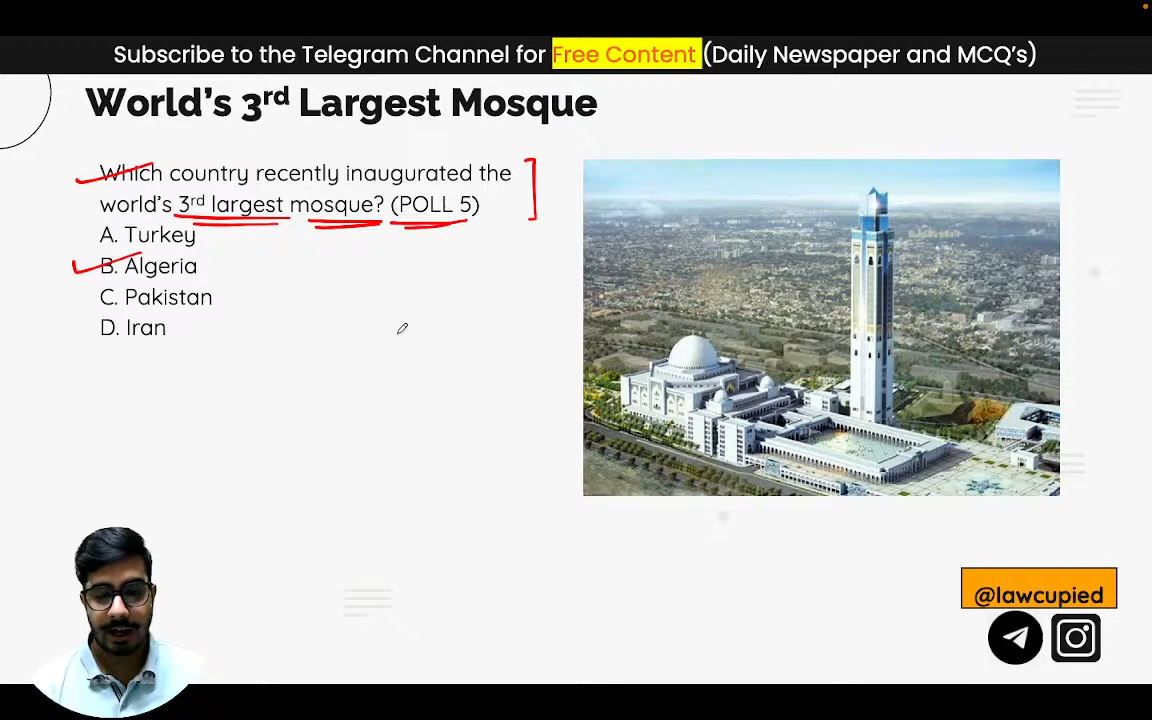 Subscribe to the Telegram Channel for Free Content (Daily Newspaper and MCQ's)
World's 3rd Largest Mosque
Which country recently inaugurated the
world's 3rd largest mosque? (POLL 5)
A. Turkey
B. Algeria
C. Pakistan
D. Iran
@lawcupied